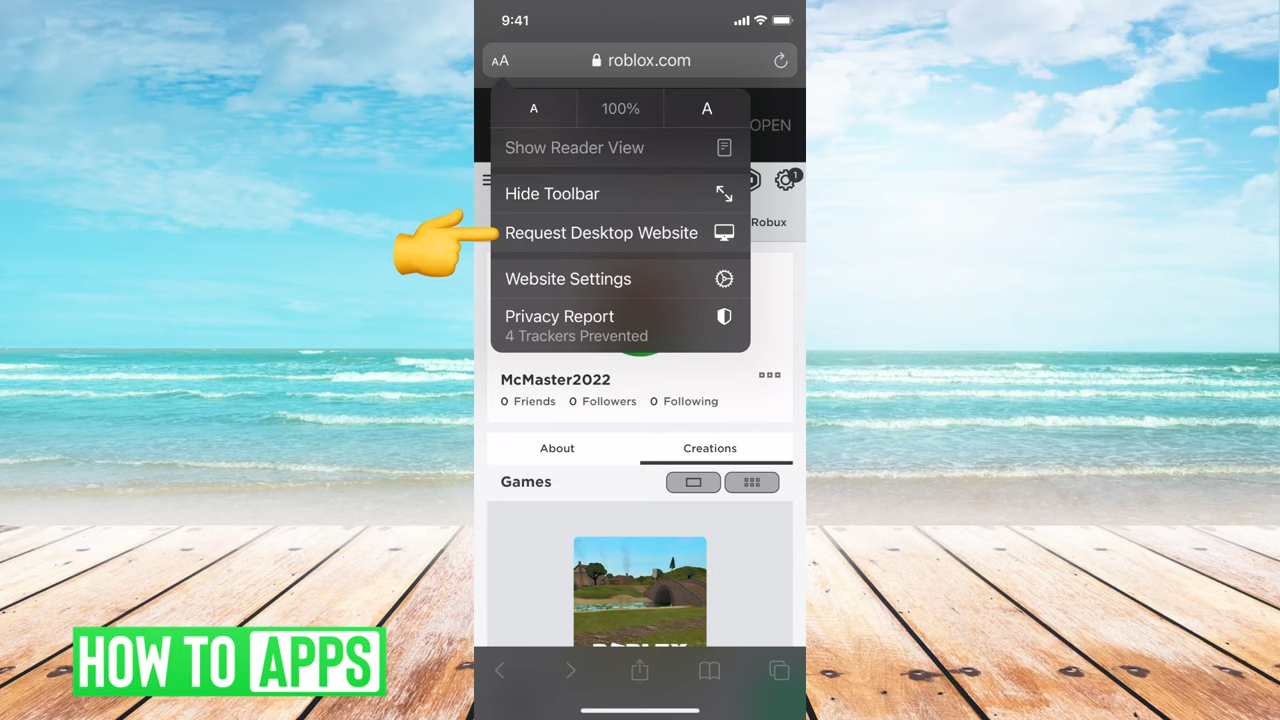 9:41
AA
roblox.com
A
100%
A
OPEN
Show Reader View
1
Hide Toolbar
Robux
Request Desktop Website
Website Settings
Privacy Report
4 Trackers Prevented
McMaster2022
0 Friends 0 Followers 0 Following
About
Creations
Games
HOW TO APPS